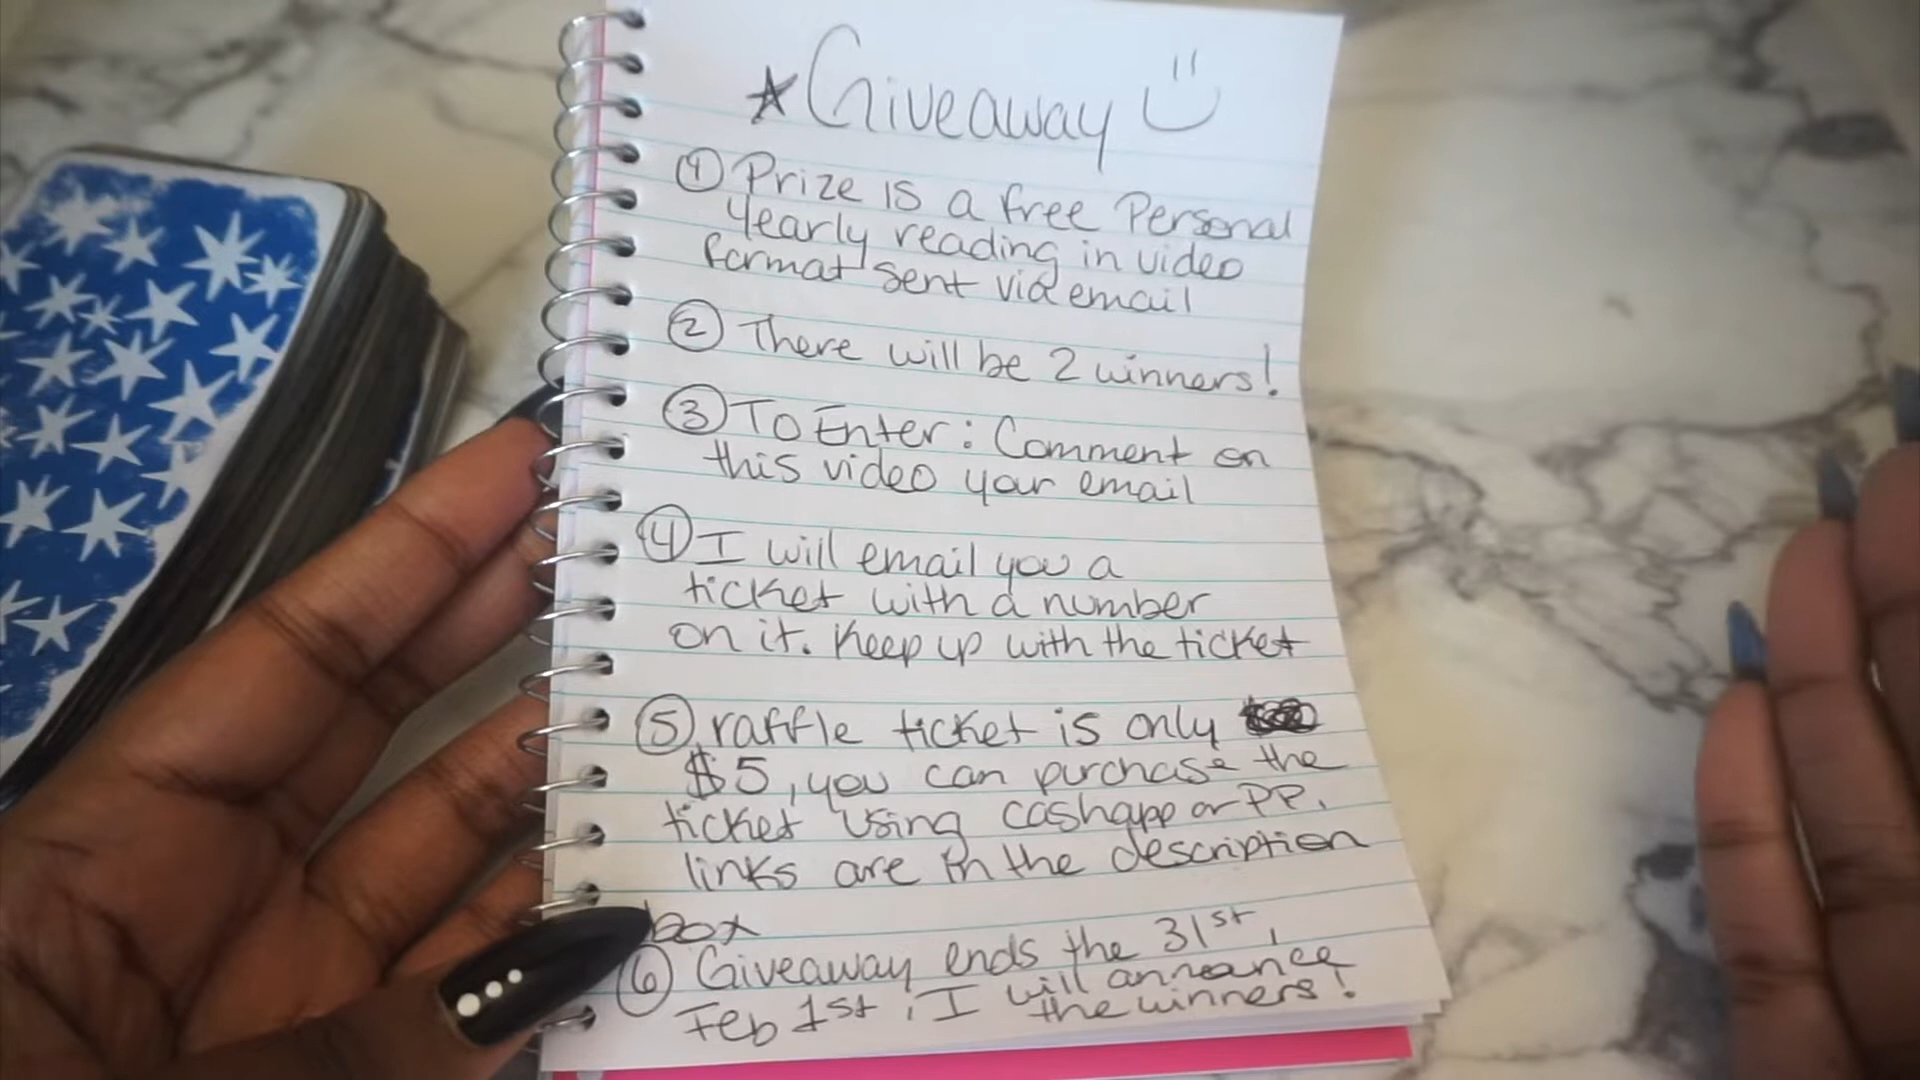 ★Giveaway
① Prize is a free Personal
Yearly reading in video
format sent via email
② There will be 2 winners!
③ To Enter: Comment on
this video your email
④ I will email you a
ticket with a number
on it. Keep up with the ticket
⑤ raffle ticket is only
$5, you can purchase the
ticket using cashapp or PP.
links are in the description
box
⑥ Giveaway ends the 31st,
Feb 1st, I will announce
the winners!